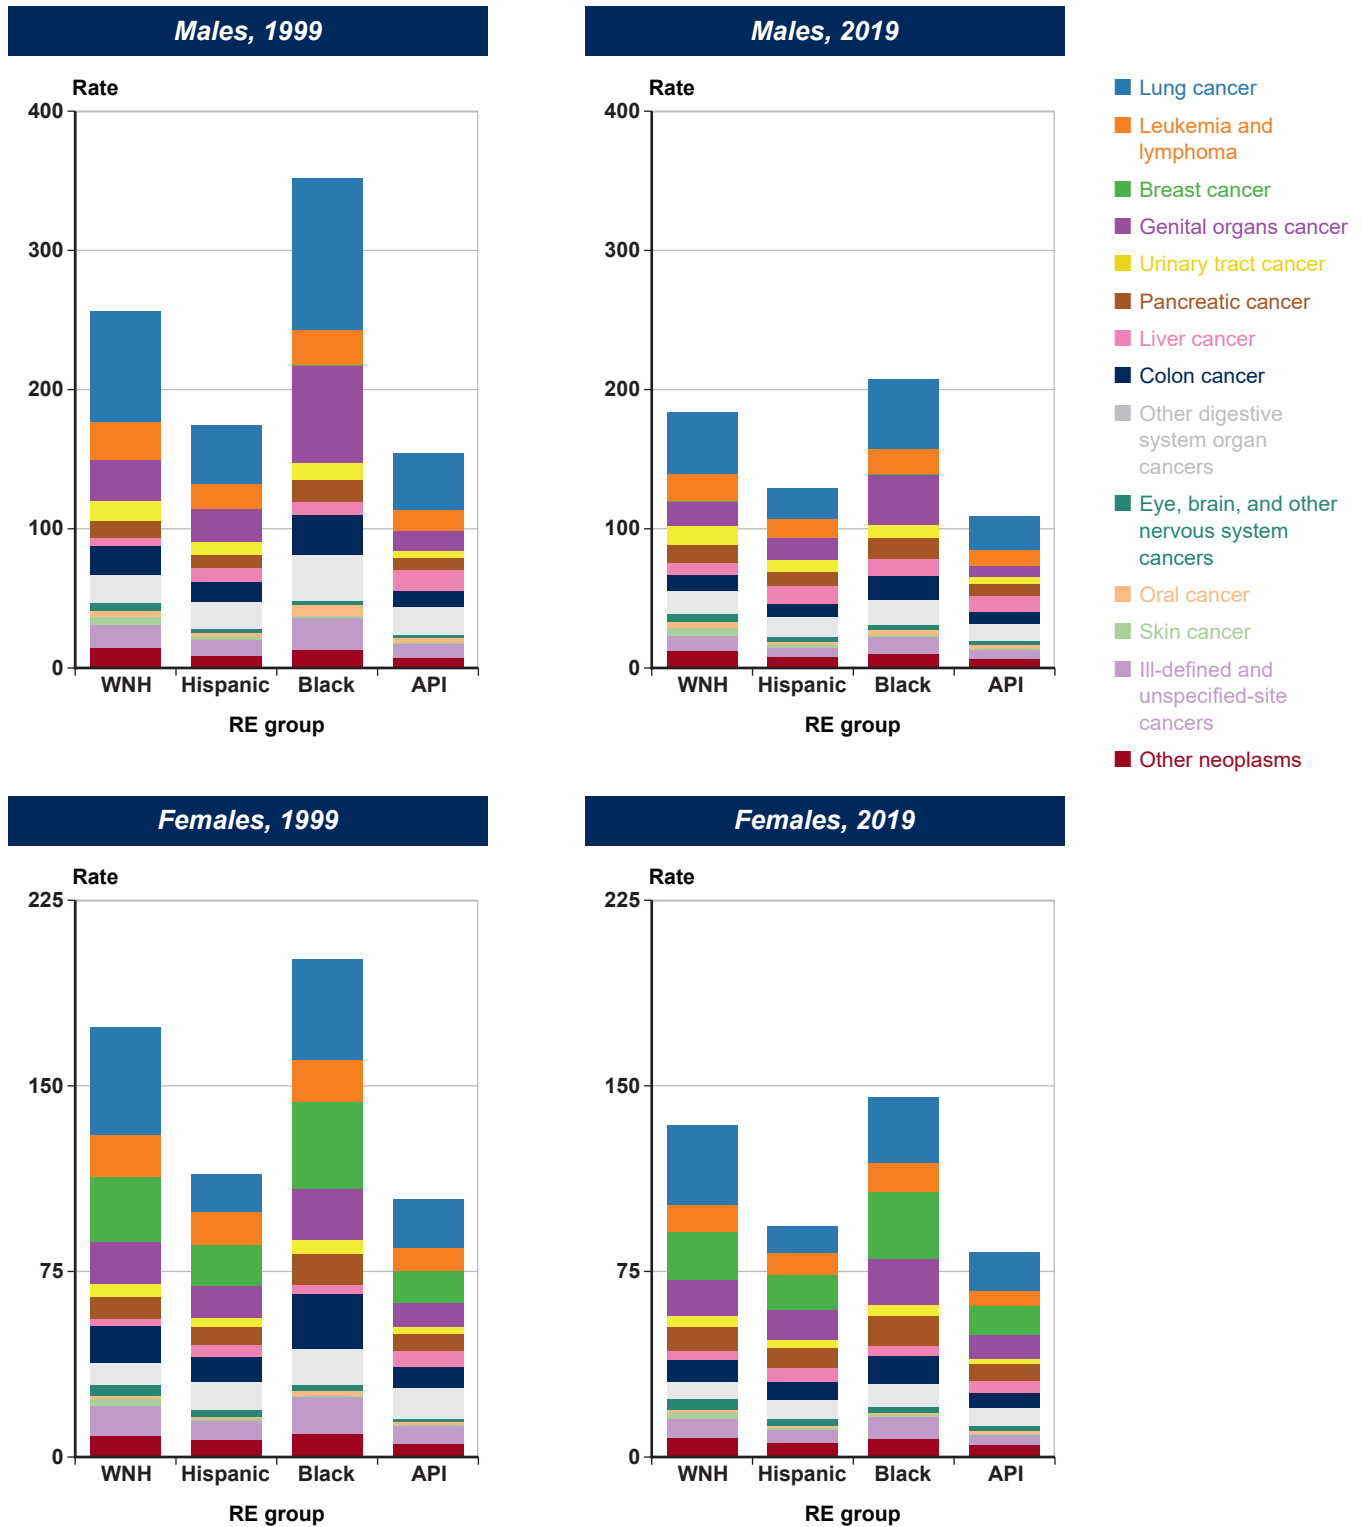 Males, 1999
Rate
400
300
200
100
0
WNH Hispanic Black API
RE group
Males, 2019
Rate
400
300
200
100
0
WNH Hispanic Black API
RE group
Lung cancer
Leukemia and
lymphoma
Breast cancer
Genital organs cancer
Urinary tract cancer
Pancreatic cancer
Liver cancer
Colon cancer
Other digestive
system organ
cancers
Eye, brain, and other
nervous system
cancers
Oral cancer
Skin cancer
Ill-defined and
unspecified-site
cancers
Other neoplasms
Females, 1999
Rate
225
150
75
0
WNH Hispanic Black API
RE group
Females, 2019
Rate
225
150
75
0
WNH Hispanic Black API
RE group